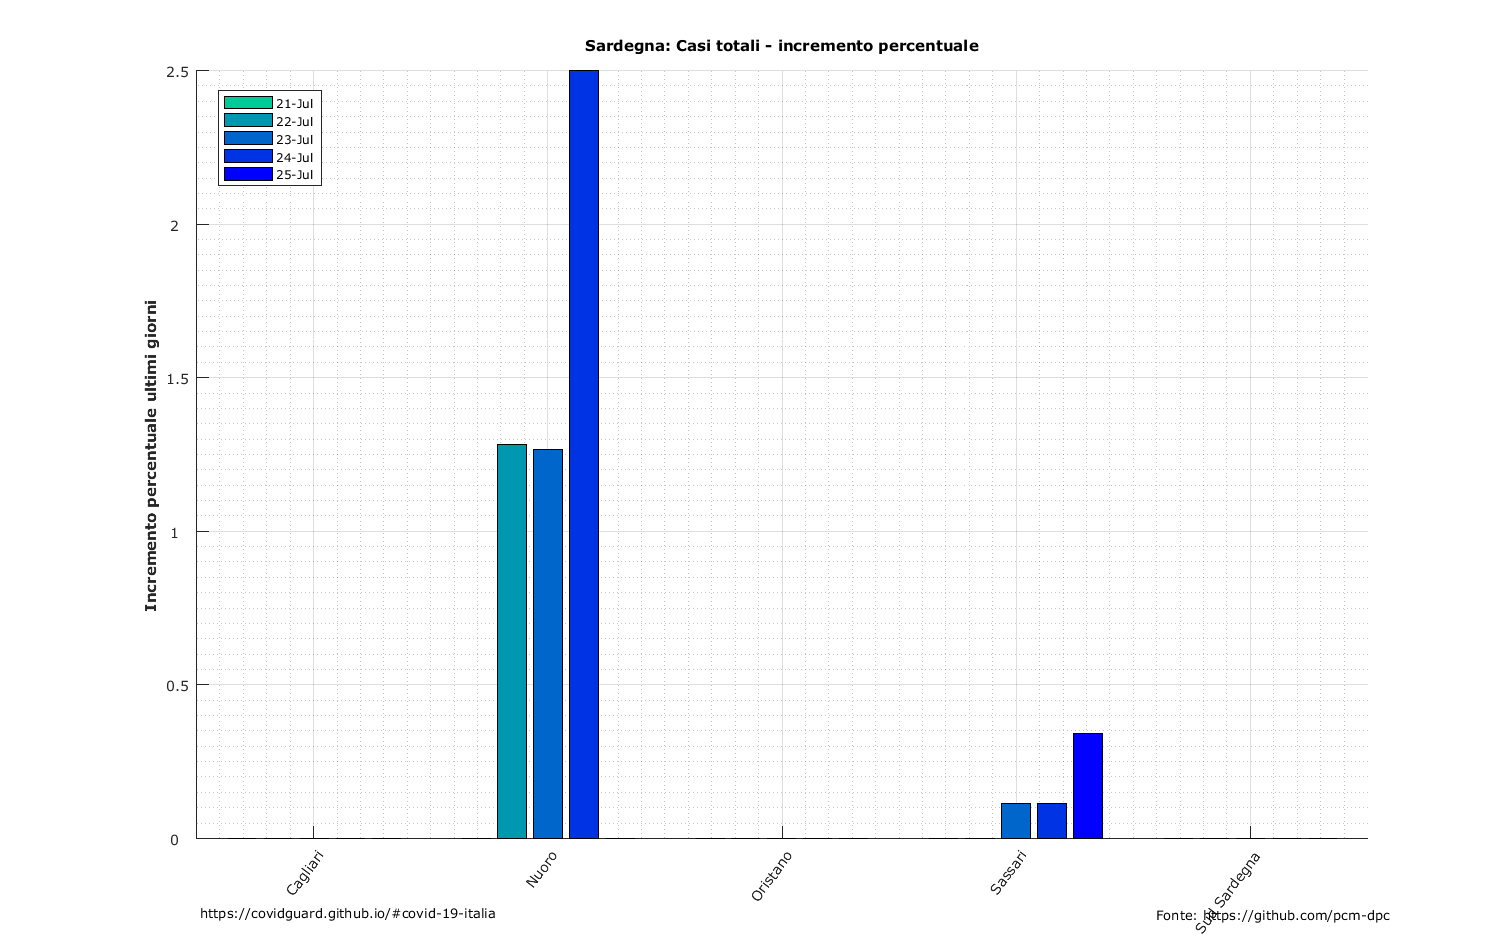 Sardegna: Casi totali - incremento percentuale
2.5
2
1.5
1
0.5
0
Incremento percentuale ultimi giorni
21-Jul
22-Jul
23-Jul
24-Jul
25-Jul
Cagliari
Nuoro
Oristano
Sassari
Sud Sardegna
https://covidguard.github.io/#covid-19-italia
Fonte: https://github.com/pcm-dpc